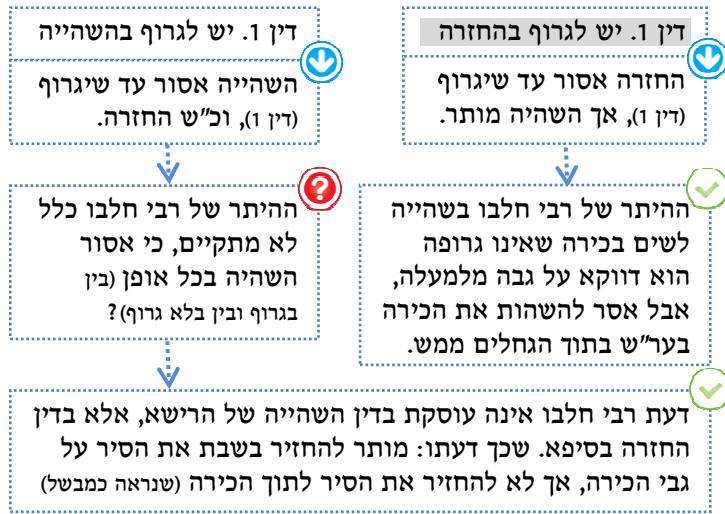 דין 1. יש לגרוף בהחזרה
החזרה אסור עד שיגרוף
(דין 1), אך השהיה מותר.
ההיתר של רבי חלבו בשהייה
לשים בכירה שאינו גרופה
הוא דווקא על גבה מלמעלה,
אבל אסר להשהות את הכירה
בער"ש בתוך הגחלים ממש.
דין 1. יש לגרוף בהשהייה
השהייה אסור עד שיגרוף
(דין 1), וכ"ש החזרה.
ההיתר של רבי חלבו כלל
לא מתקיים, כי אסור
השהיה בכל אופן (בין
בגרוף ובין בלא גרוף)?
דעת רבי חלבו אינה עוסקת בדין השהייה של הרישא, אלא בדין
החזרה בסיפא. שכך דעתו: מותר להחזיר בשבת את הסיר על
גבי הכירה, אך לא להחזיר את הסיר לתוך הכירה (שנראה כמבשל)